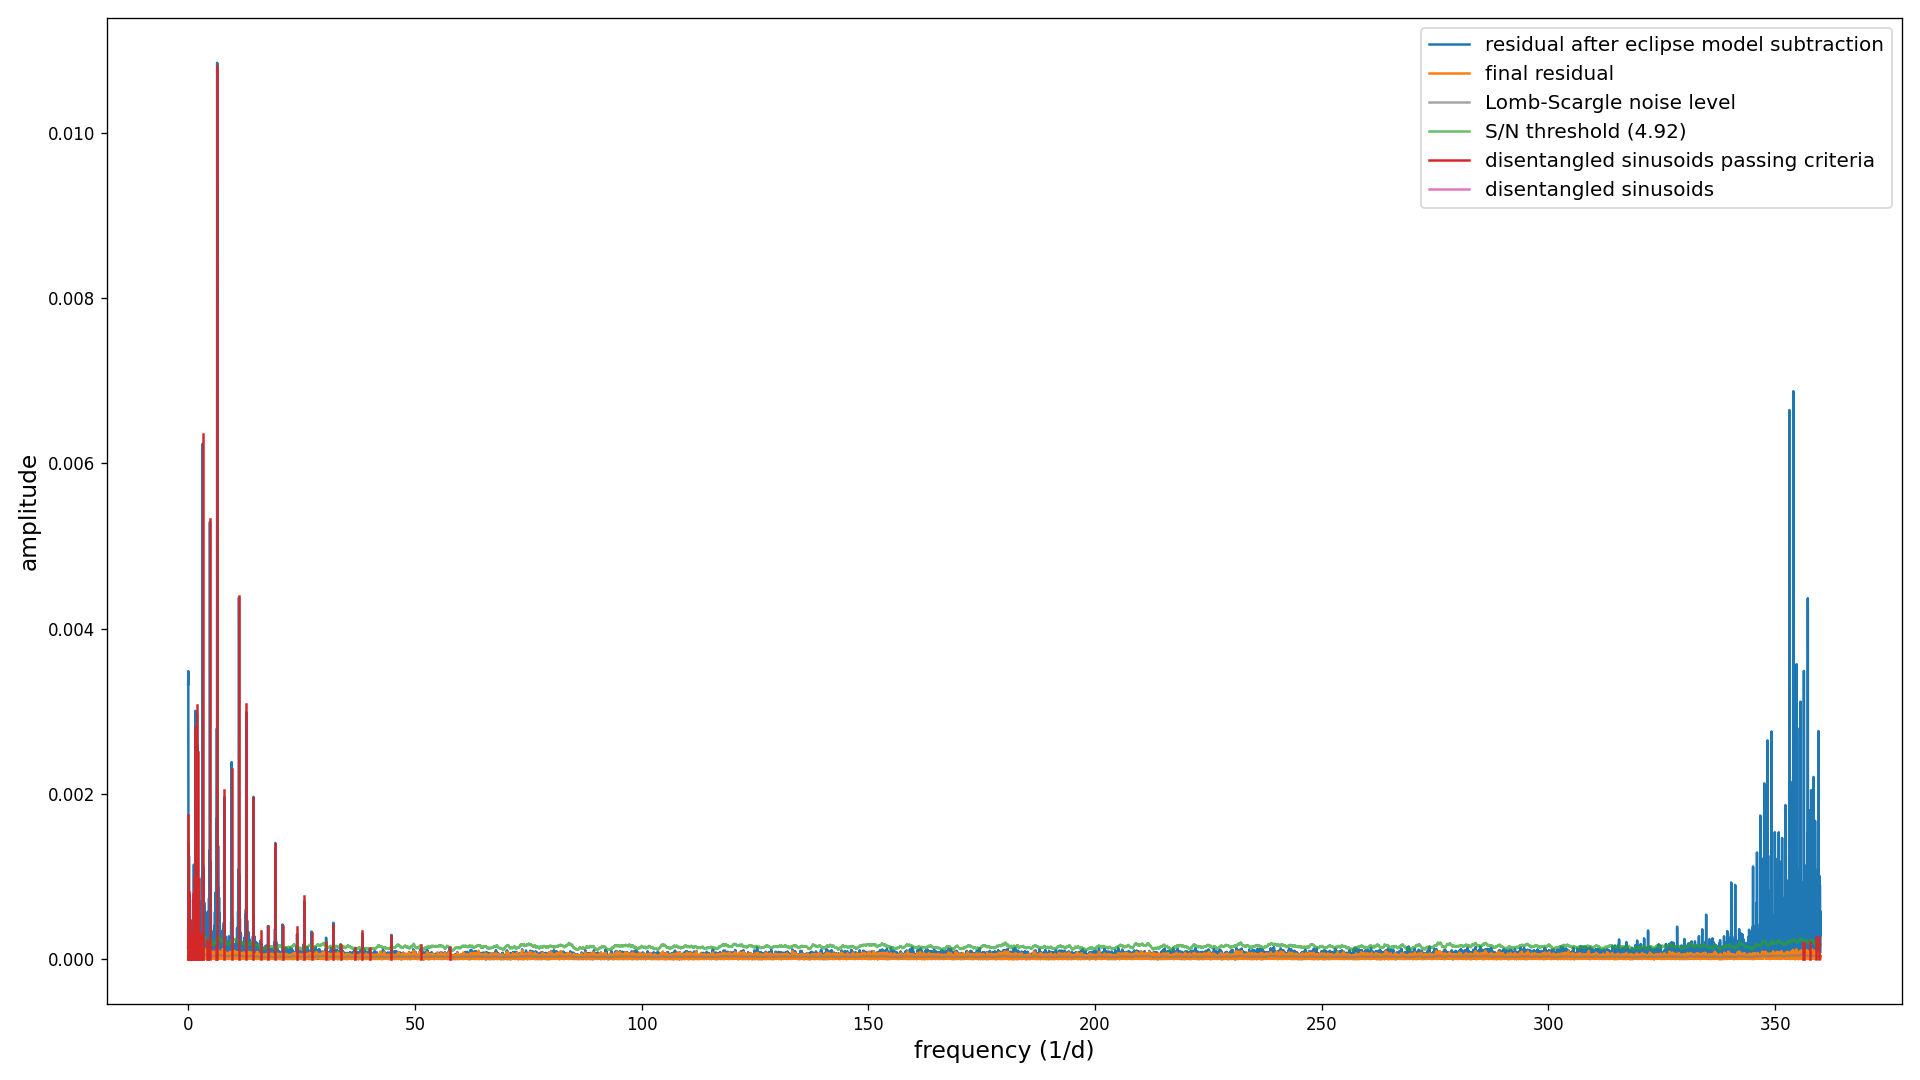 residual after eclipse model subtraction
final residual
Lomb-Scargle noise level
S/N threshold (4.92)
disentangled sinusoids passing criteria
disentangled sinusoids
0.010
0.008
0.006
0.004
0.002
0.000
amplitude
0 50 100 150 200 250 300 350
frequency (1/d)